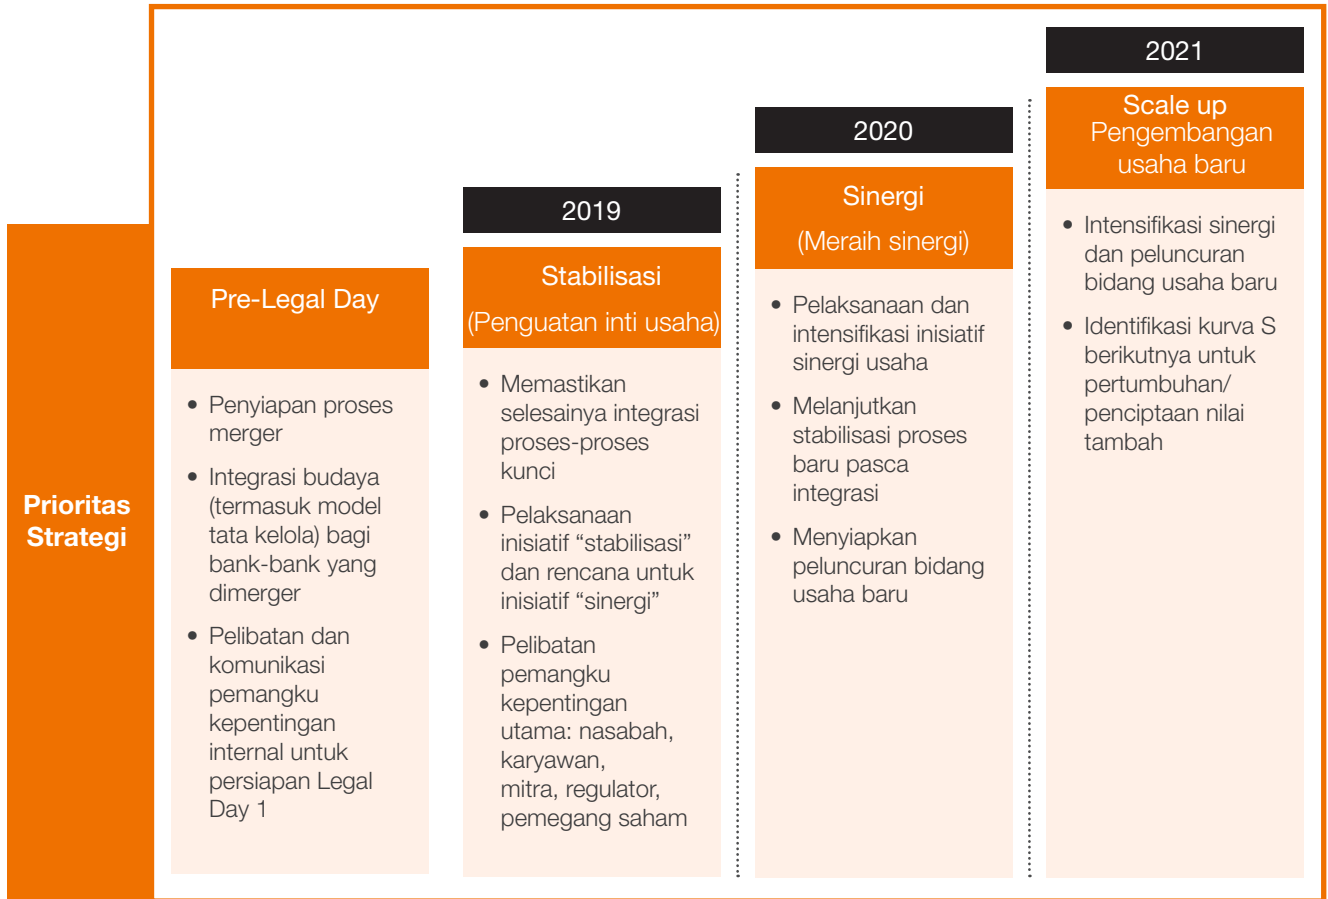 Prioritas
Strategi
Pre-Legal Day
• Penyiapan proses
merger
• Integrasi budaya
(termasuk model
tata kelola) bagi
bank-bank yang
dimerger
• Pelibatan dan
komunikasi
pemangku
kepentingan
internal untuk
persiapan Legal
Day 1
2019
Stabilisasi
(Penguatan inti usaha)
• Memastikan
selesainya integrasi
proses-proses
kunci
• Pelaksanaan
inisiatif “stabilisasi”
dan rencana untuk
inisiatif “sinergi”
• Pelibatan
pemangku
kepentingan
utama: nasabah,
karyawan,
mitra, regulator,
pemegang saham
2020
Sinergi
(Meraih sinergi)
• Pelaksanaan dan
intensifikasi inisiatif
sinergi usaha
• Melanjutkan
stabilisasi proses
baru pasca
integrasi
• Menyiapkan
peluncuran bidang
usaha baru
2021
Scale up
Pengembangan
usaha baru
• Intensifikasi sinergi
dan peluncuran
bidang usaha baru
• Identifikasi kurva S
berikutnya untuk
pertumbuhan/
penciptaan nilai
tambah